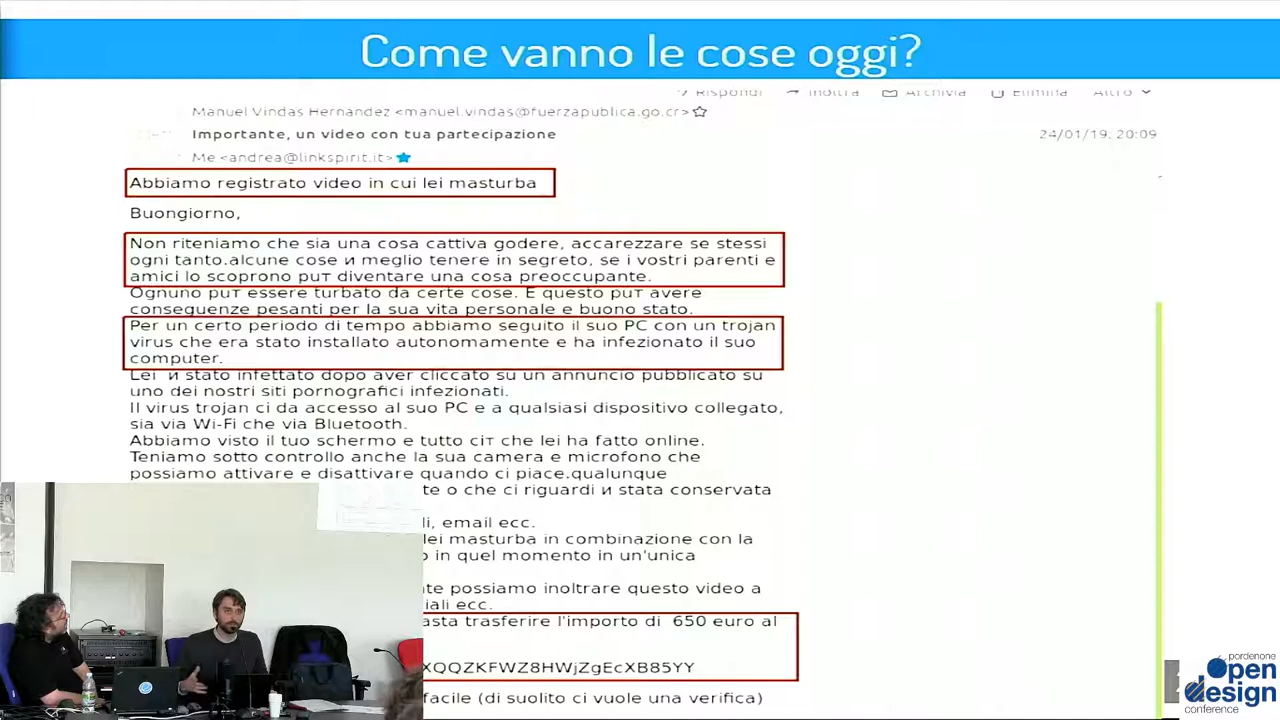 Come vanno le cose oggi?
Rispondi Inoltra Archivia Elimina Altro
Manuel Vindas Hernandez <manuel.vindas@fuerzapublica.go.cr>
Importante, un video con tua partecipazione 24/01/19, 20:09
Me <andrea@linkspirit.it>
Abbiamo registrato video in cui lei masturba
Buongiorno,
Non riteniamo che sia una cosa cattiva godere, accarezzare se stessi
ogni tanto.alcune cose и meglio tenere in segreto, se i vostri parenti e
amici lo scoprono puт diventare una cosa preoccupante.
Ognuno puт essere turbato da certe cose. E questo puт avere
conseguenze pesanti per la sua vita personale e buono stato.
Per un certo periodo di tempo abbiamo seguito il suo PC con un trojan
virus che era stato installato autonomamente e ha infezionato il suo
computer.
Lei и stato infettato dopo aver cliccato su un annuncio pubblicato su
uno dei nostri siti pornografici infezionati.
Il virus trojan ci da accesso al suo PC e a qualsiasi dispositivo collegato,
sia via Wi-Fi che via Bluetooth.
Abbiamo visto il tuo schermo e tutto ciт che lei ha fatto online.
Teniamo sotto controllo anche la sua camera e microfono che
possiamo attivare e disattivare quando ci piace.qualunque
te o che ci riguardi и stata conservata
li, email ecc.
lei masturba in combinazione con la
o in quel momento in un'unica
nte possiamo inoltrare questo video a
iali ecc.
asta trasferire l'importo di 650 euro al
XQQZKFWZ8HWjZgEcXB85YY
facile (di suolito ci vuole una verifica)
pordenone
open
design
conference